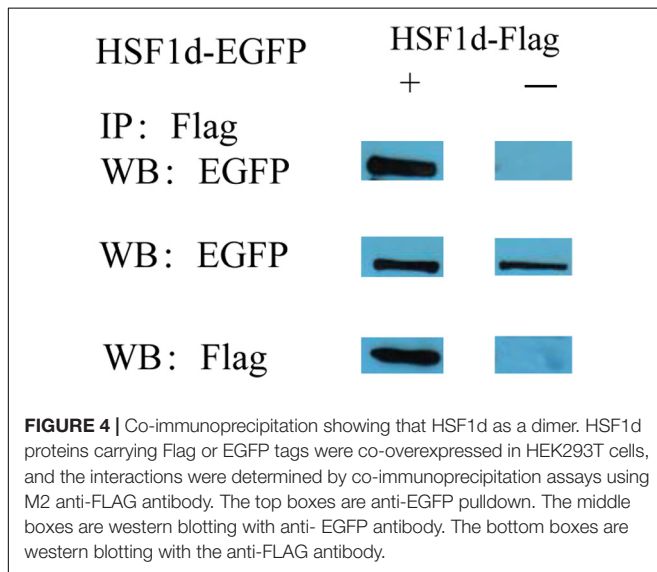 HSF1d-EGFP
HSF1d-Flag
+
—
IP: Flag
WB: EGFP
WB: EGFP
WB: Flag
FIGURE 4 | Co-immunoprecipitation showing that HSF1d as a dimer. HSF1d
proteins carrying Flag or EGFP tags were co-overexpressed in HEK293T cells,
and the interactions were determined by co-immunoprecipitation assays using
M2 anti-FLAG antibody. The top boxes are anti-EGFP pulldown. The middle
boxes are western blotting with anti- EGFP antibody. The bottom boxes are
western blotting with the anti-FLAG antibody.